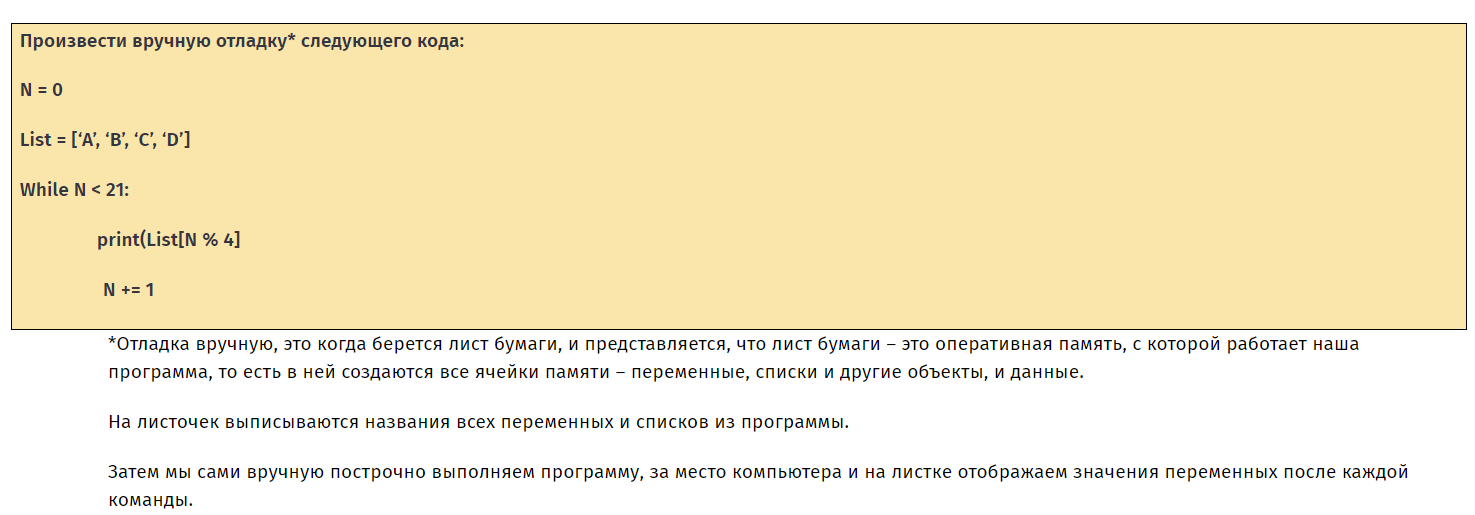 Произвести вручную отладку* следующего кода:
N = 0
List = [‘A’, ‘B’, ‘C’, ‘D’]
While N < 21:
print(List[N % 4]
N += 1
*Отладка вручную, это когда берется лист бумаги, и представляется, что лист бумаги – это оперативная память, с которой работает наша
программа, то есть в ней создаются все ячейки памяти – переменные, списки и другие объекты, и данные.
На листочек выписываются названия всех переменных и списков из программы.
Затем мы сами вручную построчно выполняем программу, за место компьютера и на листке отображаем значения переменных после каждой
команды.